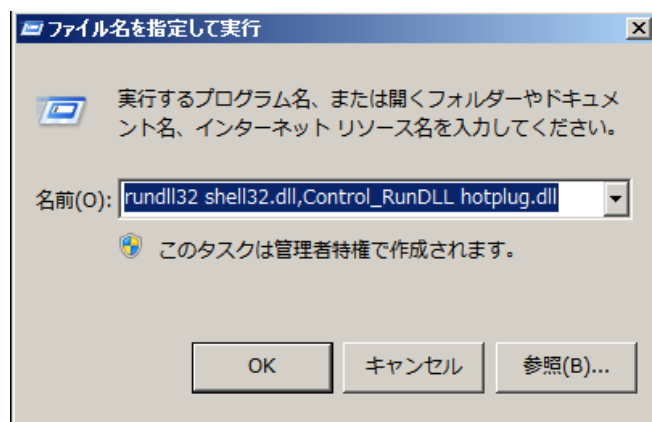 ファイル名を指定して実行
実行するプログラム名、または開くフォルダーやドキュメ
ント名、インターネット リソース名を入力してください。
名前(O): rundll32 shell32.dll,Control_RunDLL hotplug.dll
このタスクは管理者特権で作成されます。
OK キャンセル 参照(B)...